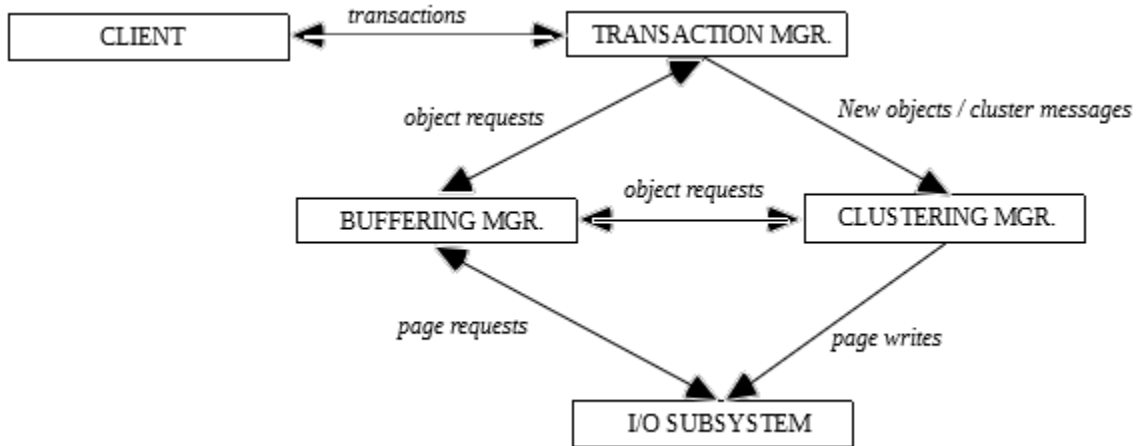 transactions
CLIENT
TRANSACTION MGR.
object requests
New objects / cluster messages
object requests
BUFFERING MGR.
CLUSTERING MGR.
page requests
page writes
I/O SUBSYSTEM